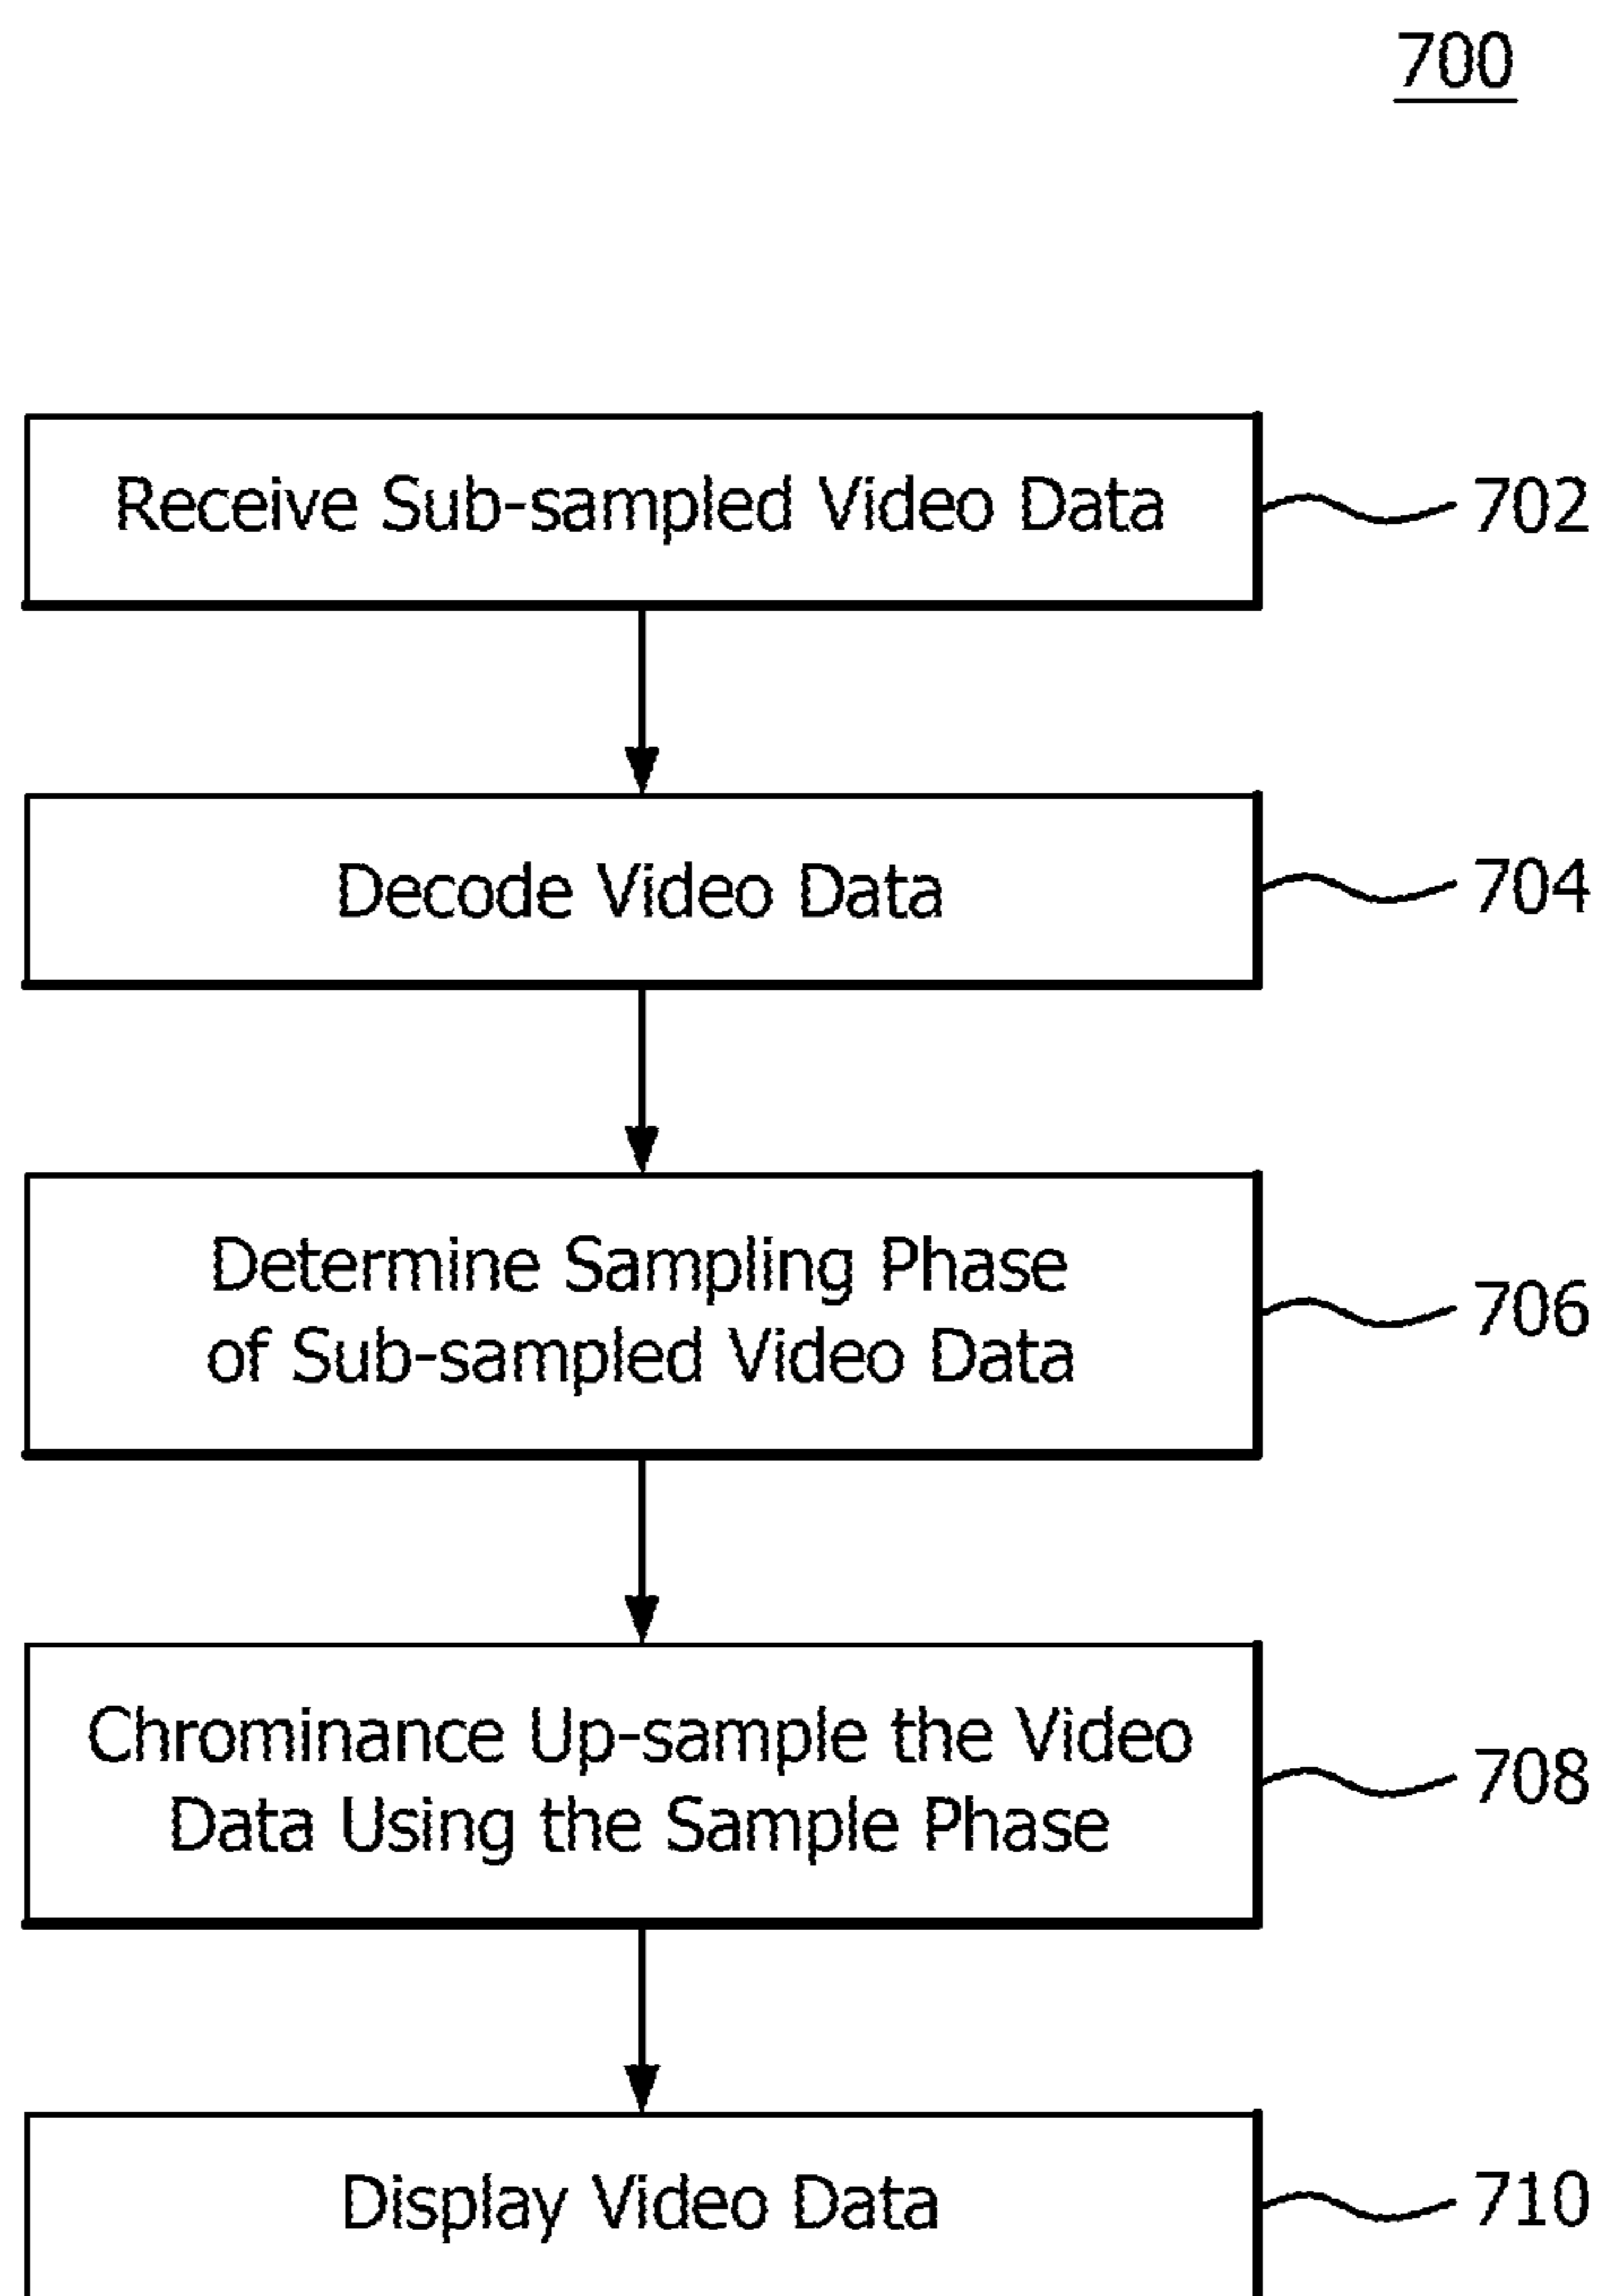 700
Receive Sub-sampled Video Data
702
Decode Video Data
704
Determine Sampling Phase
of Sub-sampled Video Data
706
Chrominance Up-sample the Video
Data Using the Sample Phase
708
Display Video Data
710